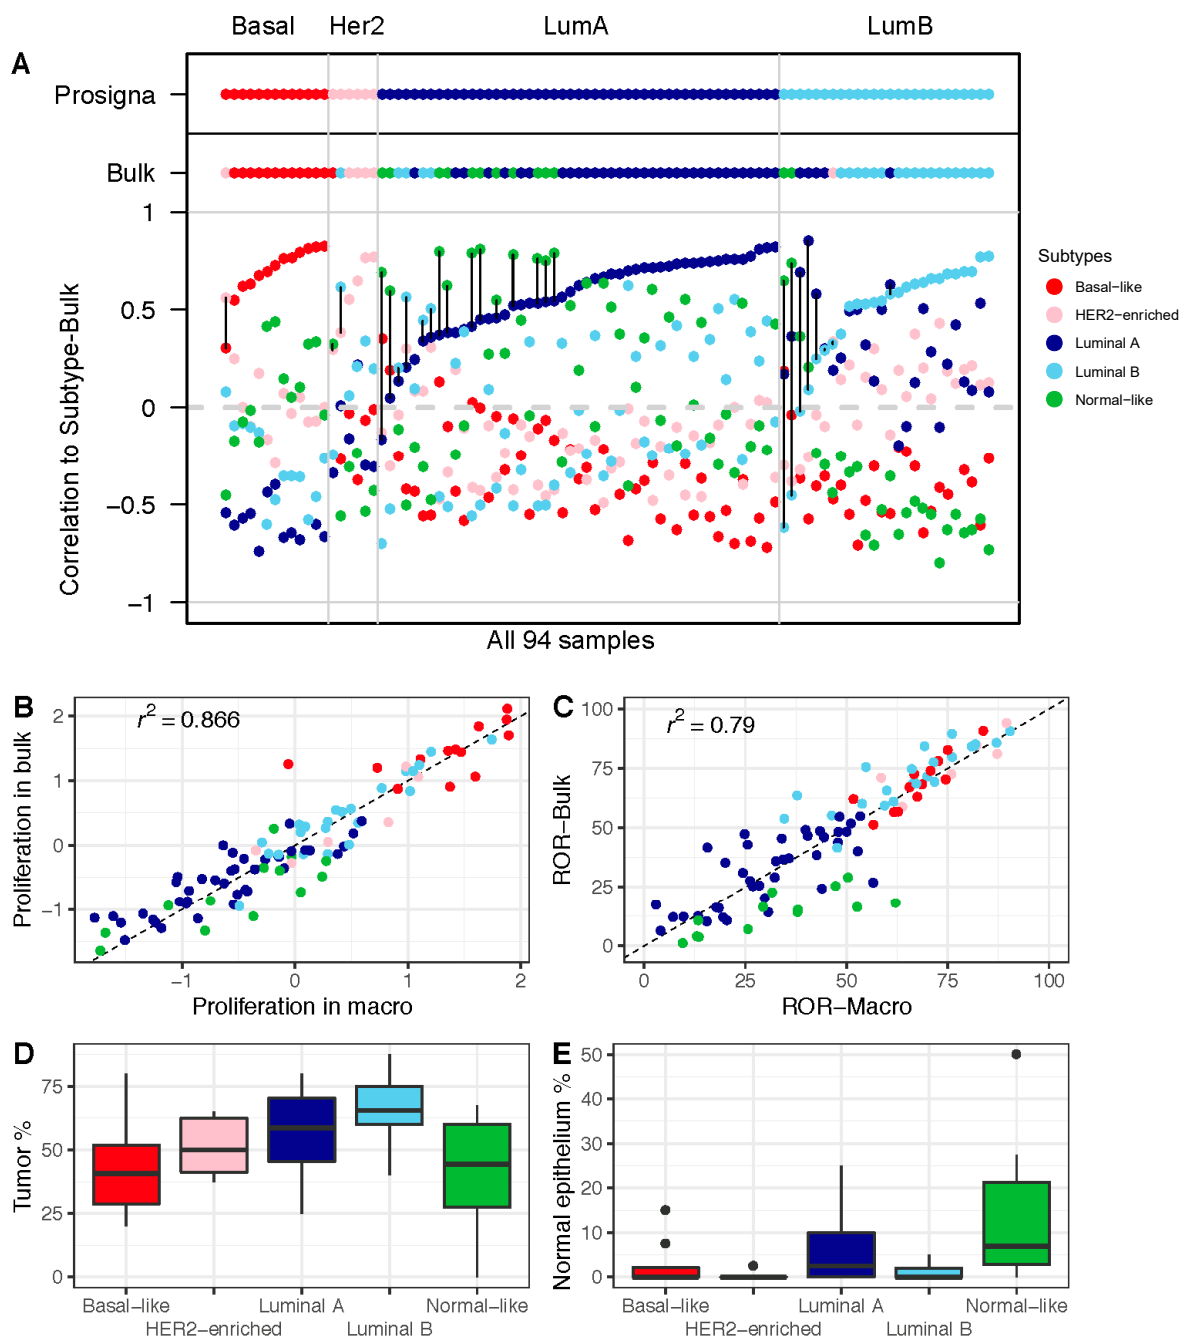 Basal Her2 LumA LumB
A
Prosigna
Bulk
1
0.5
0
−0.5
−1
Correlation to Subtype-Bulk
All 94 samples
Subtypes
Basal−like
HER2−enriched
Luminal A
Luminal B
Normal−like
B
r² = 0.866
2
1
0
−1
Proliferation in bulk
−1 0 1 2
Proliferation in macro
C
r² = 0.79
100
75
50
25
0
ROR−Bulk
0 25 50 75 100
ROR−Macro
D
75
50
25
0
Tumor %
Basal−like Luminal A Normal−like
HER2−enriched Luminal B
E
50
40
30
20
10
0
Normal epithelium %
Basal−like Luminal A Normal−like
HER2−enriched Luminal B